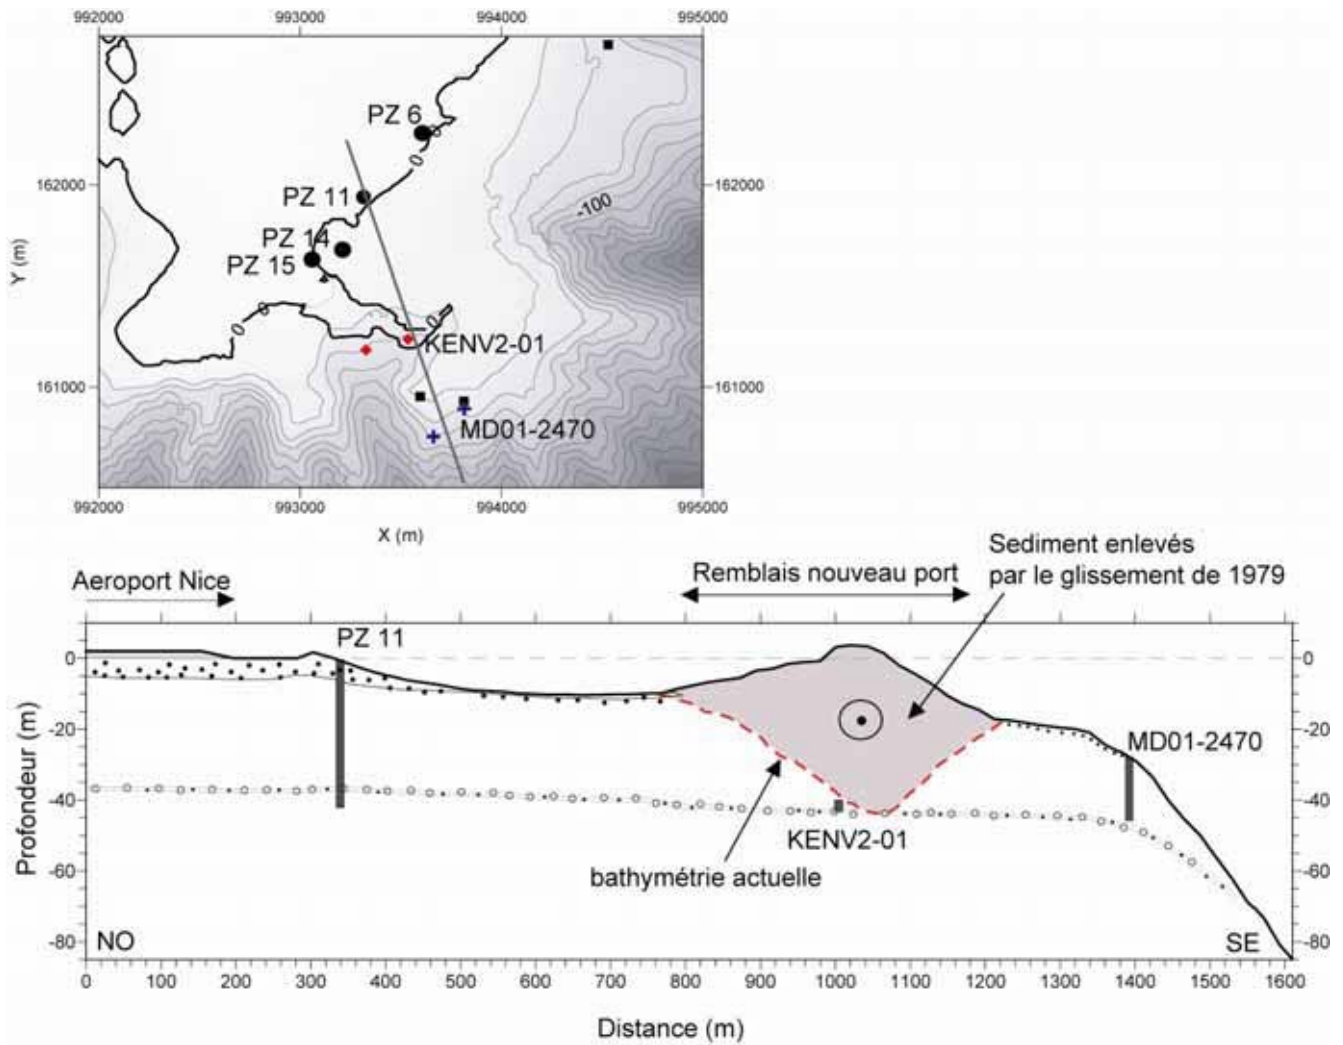 992000 993000 994000 995000
PZ 6
0
0
162000 162000
PZ 11
-100
PZ 14
PZ 15
Y (m)
0 0 0
KENV2-01
161000 161000
MD01-2470
992000 993000 994000 995000
X (m)
Sediment enlevés
par le glissement de 1979
Aeroport Nice
Remblais nouveau port
PZ 11
0 0
-20 -20
MD01-2470
-40 -40
KENV2-01
bathymétrie actuelle
-60 -60
-80 -80
NO SE
Profondeur (m)
0 100 200 300 400 500 600 700 800 900 1000 1100 1200 1300 1400 1500 1600
Distance (m)